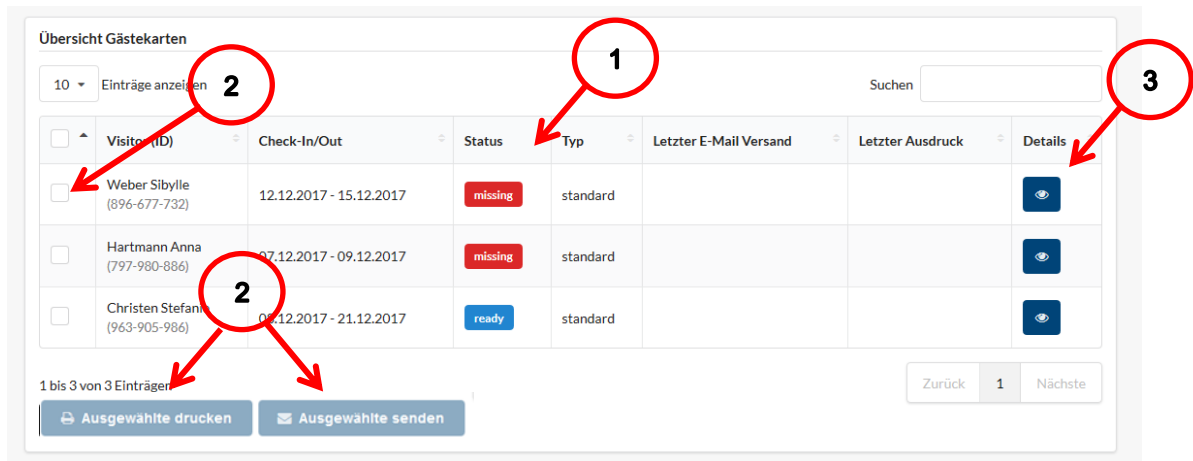 Übersicht Gästekarten
1
10 Einträge anzeigen 2 Suchen 3
Visitor (ID) Check-In/Out Status Typ Letzter E-Mail Versand Letzter Ausdruck Details
Weber Sibylle
(896-677-732) 12.12.2017 - 15.12.2017 missing standard
Hartmann Anna
(797-980-886) 07.12.2017 - 09.12.2017 missing standard
2
Christen Stefanie
(963-905-986) .12.2017 - 21.12.2017 ready standard
1 bis 3 von 3 Einträgen Zurück 1 Nächste
Ausgewählte drucken Ausgewählte senden